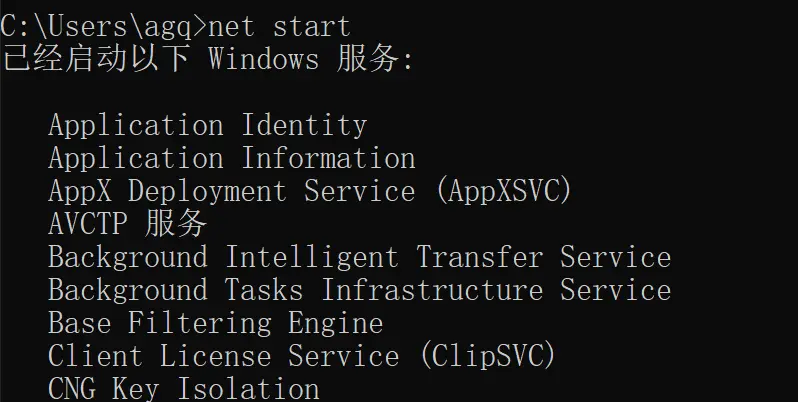 C:\Users\agq>net start
已经启动以下 Windows 服务:
Application Identity
Application Information
AppX Deployment Service (AppXSVC)
AVCTP 服务
Background Intelligent Transfer Service
Background Tasks Infrastructure Service
Base Filtering Engine
Client License Service (ClipSVC)
CNG Key Isolation